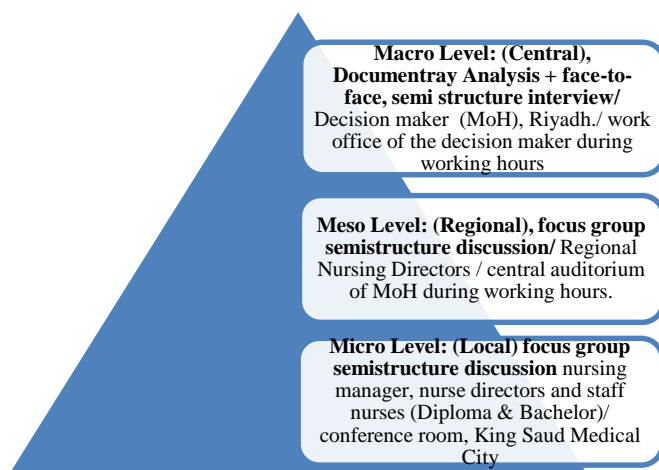 Macro Level: (Central),
Documentray Analysis + face-to-
face, semi structure interview/
Decision maker (MoH), Riyadh./ work
office of the decision maker during
working hours
Meso Level: (Regional), focus group
semistructure discussion/ Regional
Nursing Directors / central auditorium
of MoH during working hours.
Micro Level: (Local) focus group
semistructure discussion nursing
manager, nurse directors and staff
nurses (Diploma & Bachelor)/
conference room, King Saud Medical
City